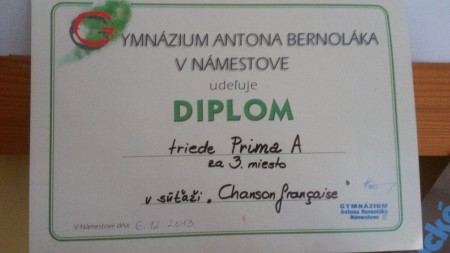 GYMNÁZIUM ANTONA BERNOLÁKA
V NÁMESTOVE
udeľuje
DIPLOM
triede Prima A
za 3. miesto
v súťaži „Chanson française"
GYMNÁZIUM
Antona Bernoláka
Námestovo
V Námestove dňa 6.12.2013